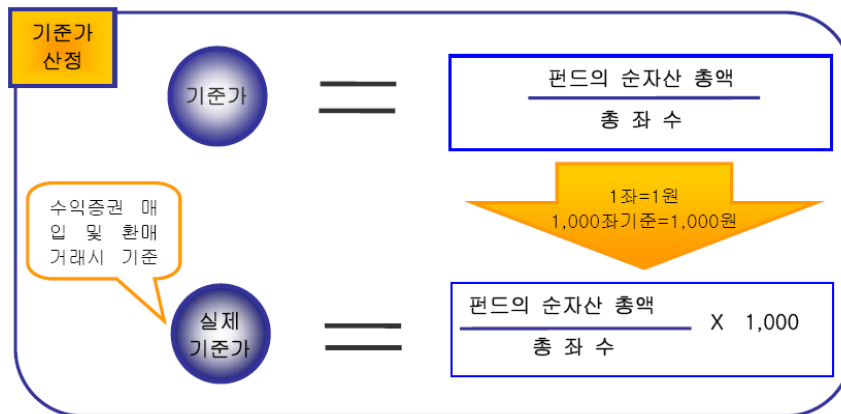 기준가
산정
기준가
펀드의 순자산 총액
총 좌 수
1좌=1원
1,000좌기준=1,000원
수익증권 매
입 및 환매
거래시 기준
실제
기준가
펀드의 순자산 총액
X 1,000
총 좌 수